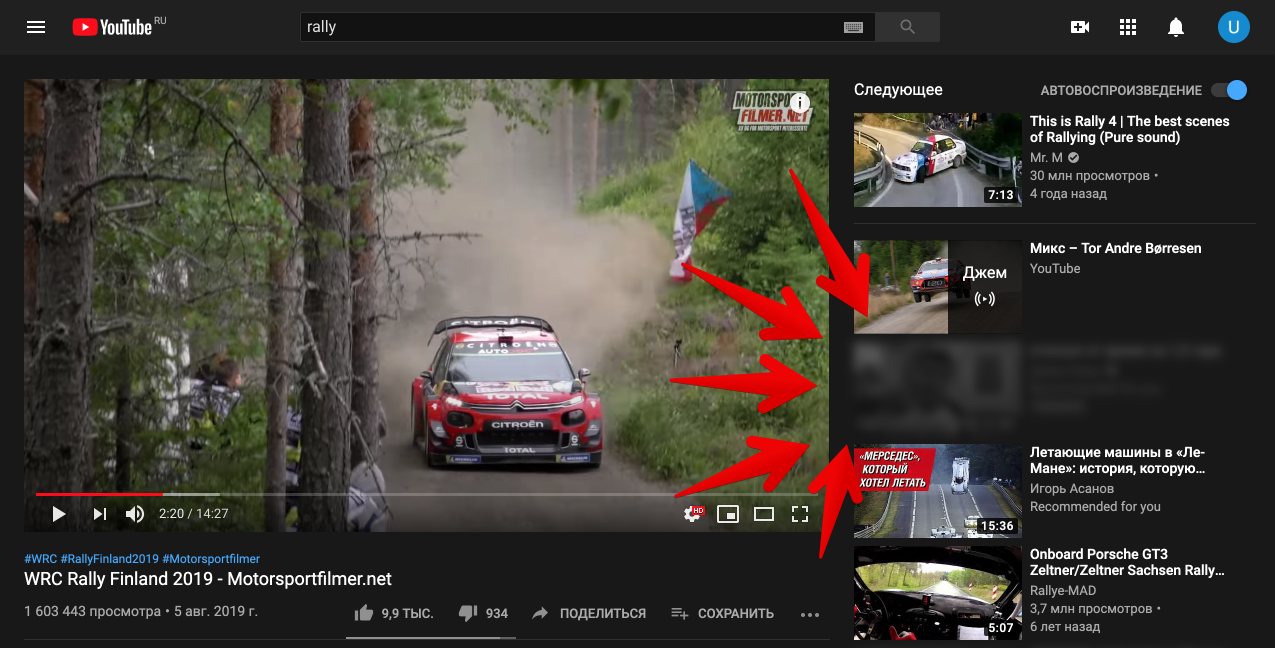 YouTube RU
rally
U
MOTORSPORT
FILMER.NET
CITROËN
CITROËN
TOTAL
CITROËN
TOTAL
2:20 / 14:27
HD
#WRC #RallyFinland2019 #Motorsportfilmer
WRC Rally Finland 2019 - Motorsportfilmer.net
1 603 443 просмотра • 5 авг. 2019 г.
9,9 ТЫС.
934
ПОДЕЛИТЬСЯ
СОХРАНИТЬ
Следующее
АВТОВОСПРОИЗВЕДЕНИЕ
7:13
This is Rally 4 | The best scenes
of Rallying (Pure sound)
Mr. M
30 млн просмотров •
4 года назад
Джем
Микс – Tor Andre Børresen
YouTube
«МЕРСЕДЕС»,
КОТОРЫЙ
ХОТЕЛ ЛЕТАТЬ
15:36
Летающие машины в «Ле-
Мане»: история, которую…
Игорь Асанов
Recommended for you
5:07
Onboard Porsche GT3
Zeltner/Zeltner Sachsen Rally…
Rallye-MAD
3,7 млн просмотров •
6 лет назад